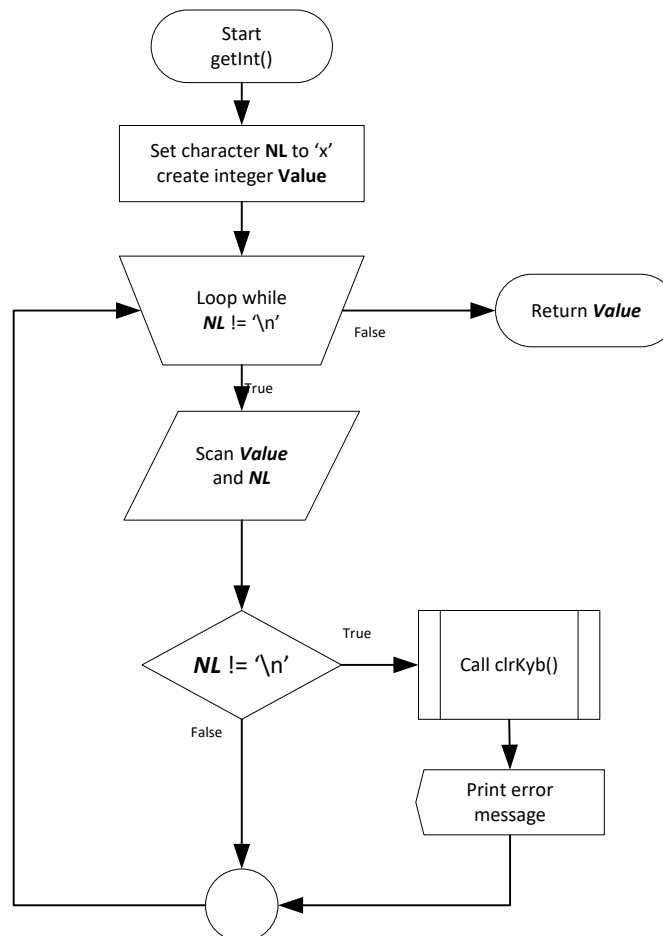 Start
getInt()
Set character NL to ‘x’
create integer Value
Loop while
NL != ‘\n’
False
Return Value
True
Scan Value
and NL
NL != ‘\n’
True
Call clrKyb()
False
Print error
message